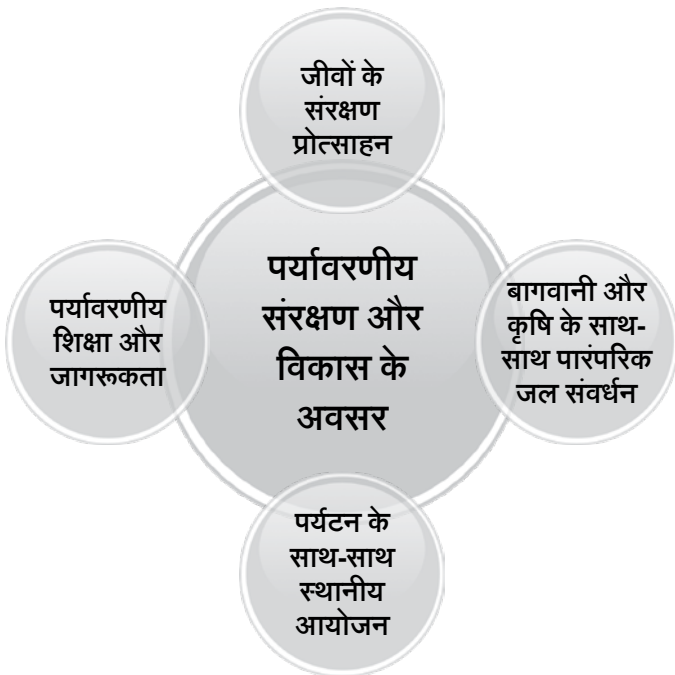 जीवों के
संरक्षण
प्रोत्साहन
पर्यावरणीय
संरक्षण और
विकास के
अवसर
पर्यावरणीय
शिक्षा और
जागरूकता
बागवानी और
कृषि के साथ-
साथ पारंपरिक
जल संवर्धन
पर्यटन के
साथ-साथ
स्थानीय
आयोजन